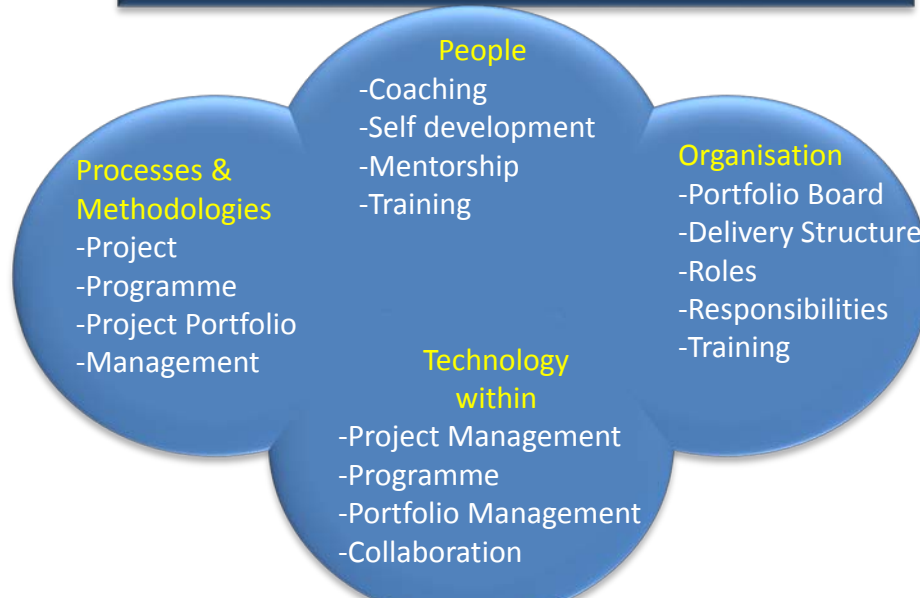 People
-Coaching
-Self development
-Mentorship
-Training
Processes &
Methodologies
-Project
-Programme
-Project Portfolio
-Management
Organisation
-Portfolio Board
-Delivery Structure
-Roles
-Responsibilities
-Training
Technology
within
-Project Management
-Programme
-Portfolio Management
-Collaboration